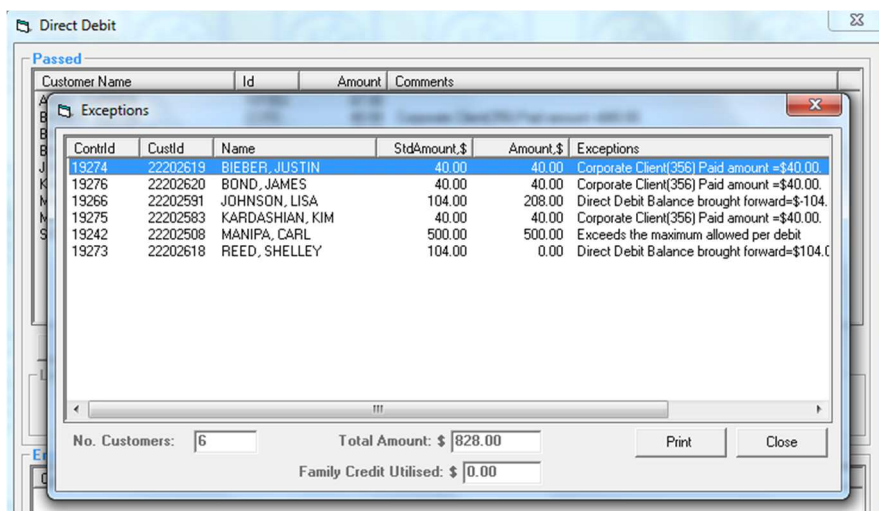 Direct Debit
Passed
Customer Name Id Amount Comments
Exceptions
ContrId CustId Name StdAmount,$ Amount,$ Exceptions
19274 22202619 BIEBER, JUSTIN 40.00 40.00 Corporate Client(356) Paid amount =$40.00.
19276 22202620 BOND, JAMES 40.00 40.00 Corporate Client(356) Paid amount =$40.00.
19266 22202591 JOHNSON, LISA 104.00 208.00 Direct Debit Balance brought forward=$-104.
19275 22202583 KARDASHIAN, KIM 40.00 40.00 Corporate Client(356) Paid amount =$40.00.
19242 22202508 MANIPA, CARL 500.00 500.00 Exceeds the maximum allowed per debit
19273 22202618 REED, SHELLEY 104.00 0.00 Direct Debit Balance brought forward=$104.0
No. Customers: 6 Total Amount: $ 828.00 Print Close
Family Credit Utilised: $ 0.00